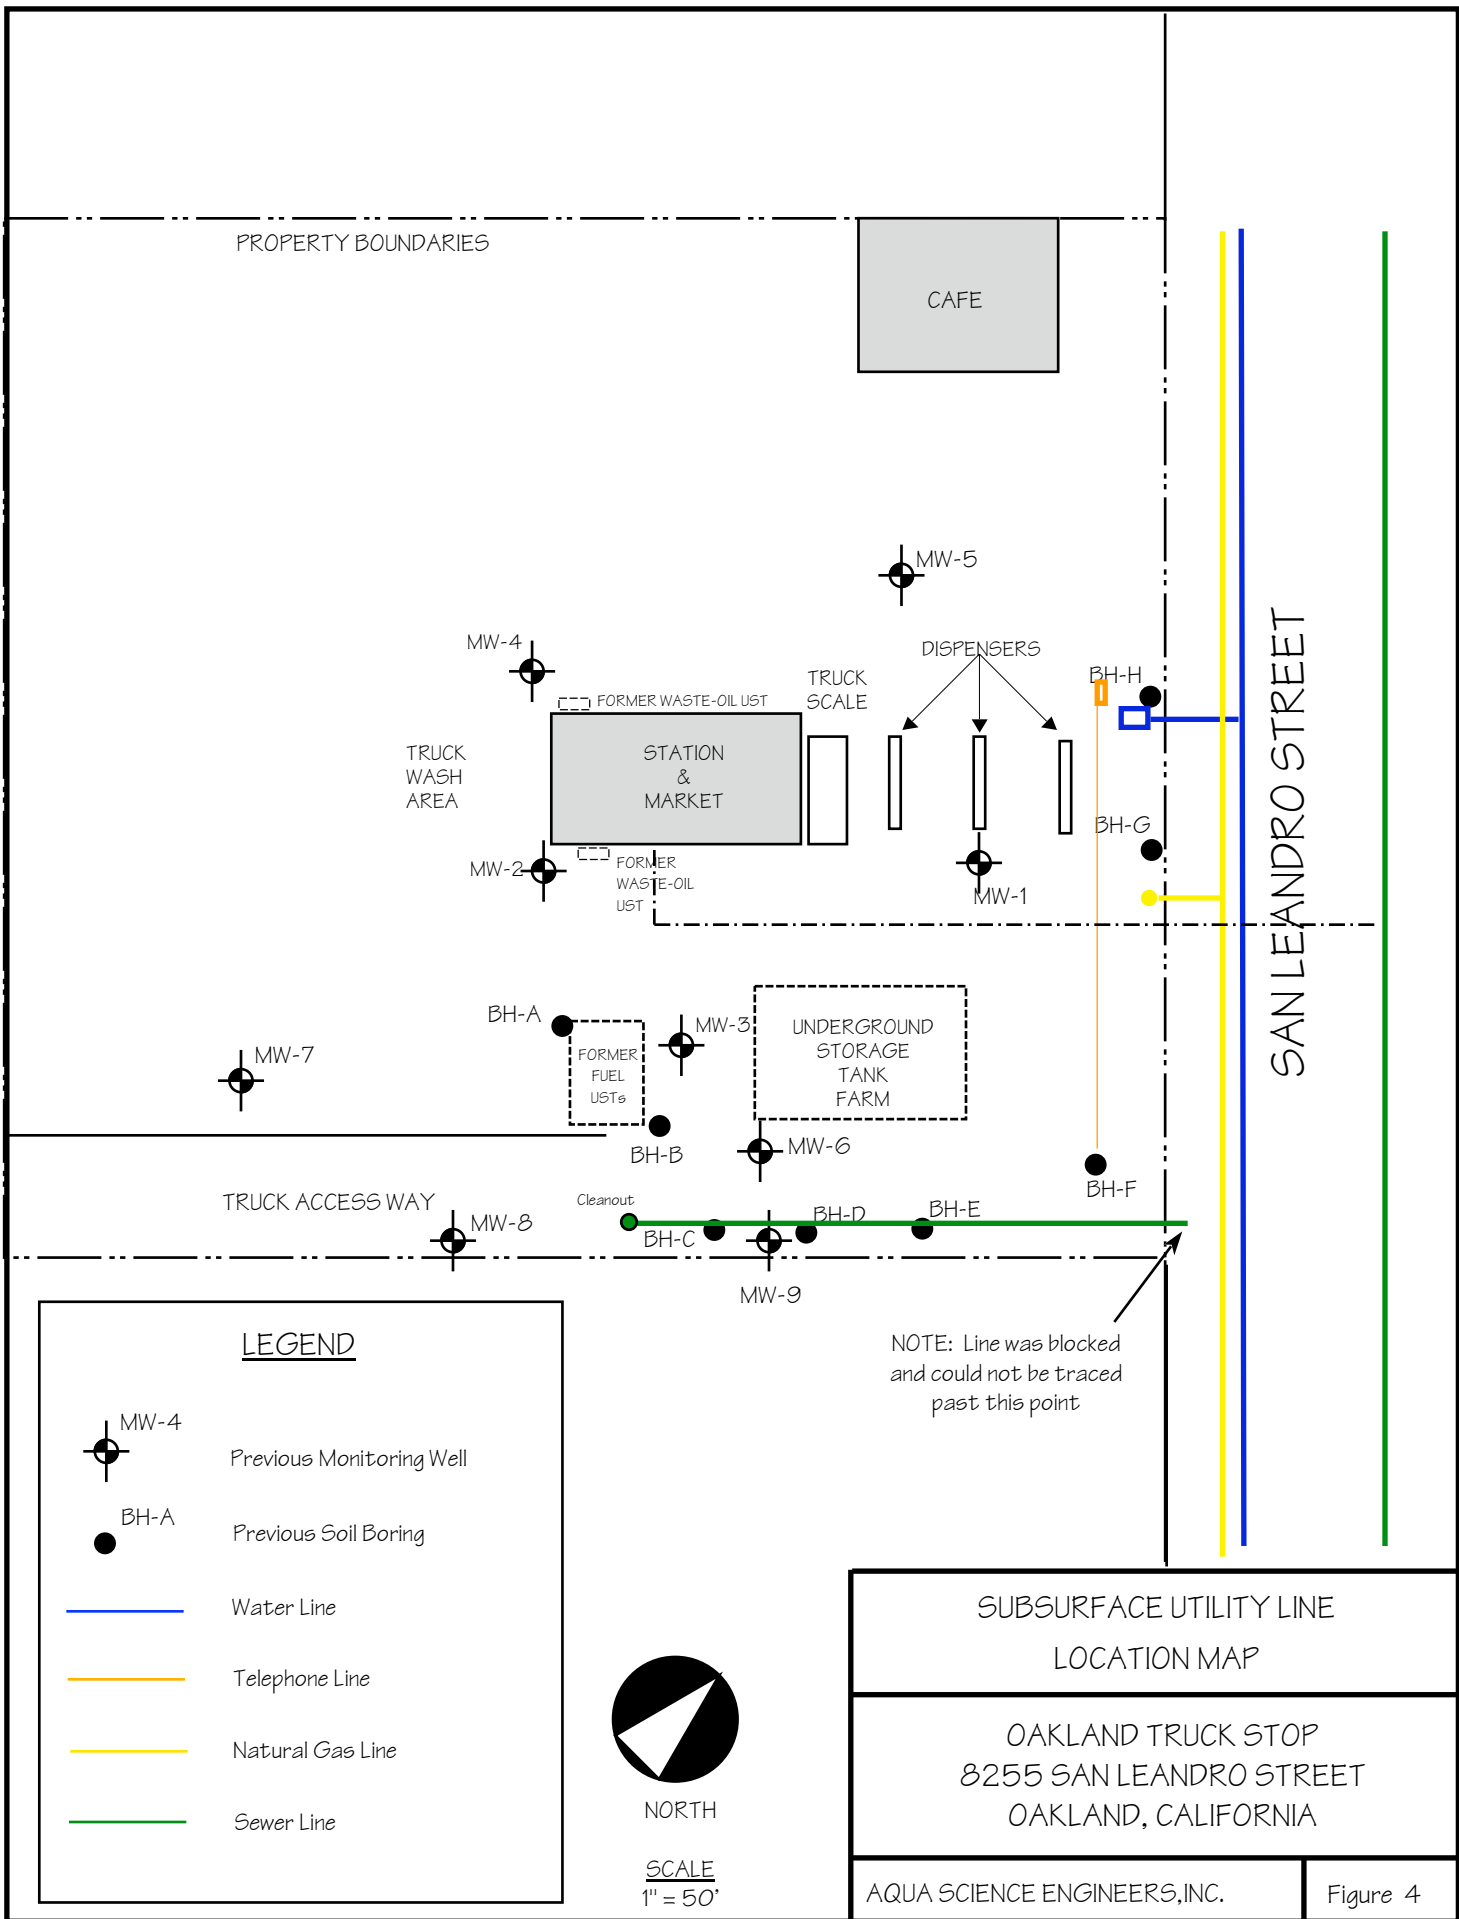 PROPERTY BOUNDARIES
CAFE
MW-5
MW-4
DISPENSERS
BH-H
FORMER WASTE-OIL UST
TRUCK
SCALE
TRUCK
WASH
AREA
STATION
&
MARKET
BH-G
MW-2
FORMER
WASTE-OIL
UST
MW-1
SAN LEANDRO STREET
BH-A
MW-3
UNDERGROUND
STORAGE
TANK
FARM
MW-7
FORMER
FUEL
USTs
BH-B
MW-6
BH-F
TRUCK ACCESS WAY
Cleanout
MW-8
BH-C
BH-D
BH-E
MW-9
NOTE: Line was blocked
and could not be traced
past this point
LEGEND
MW-4
Previous Monitoring Well
BH-A
Previous Soil Boring
Water Line
Telephone Line
Natural Gas Line
Sewer Line
NORTH
SCALE
1" = 50'
SUBSURFACE UTILITY LINE
LOCATION MAP
OAKLAND TRUCK STOP
8255 SAN LEANDRO STREET
OAKLAND, CALIFORNIA
AQUA SCIENCE ENGINEERS, INC.
Figure 4